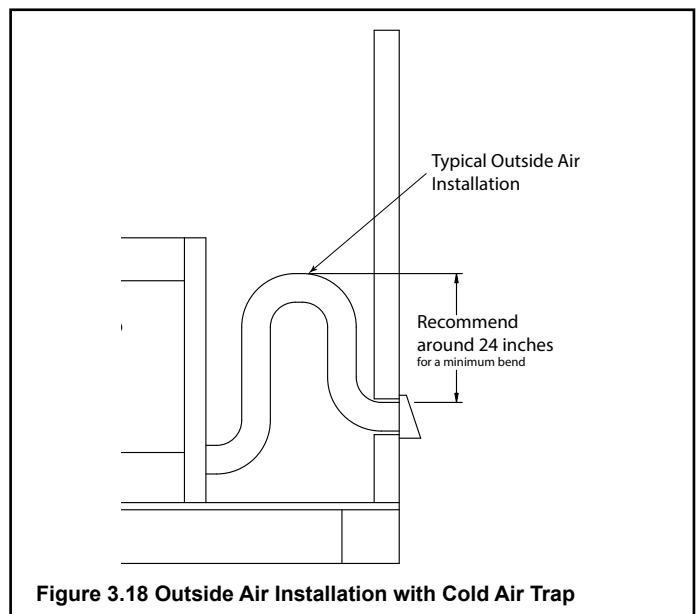 Typical Outside Air
Installation
Recommend
around 24 inches
for a minimum bend
Figure 3.18 Outside Air Installation with Cold Air Trap